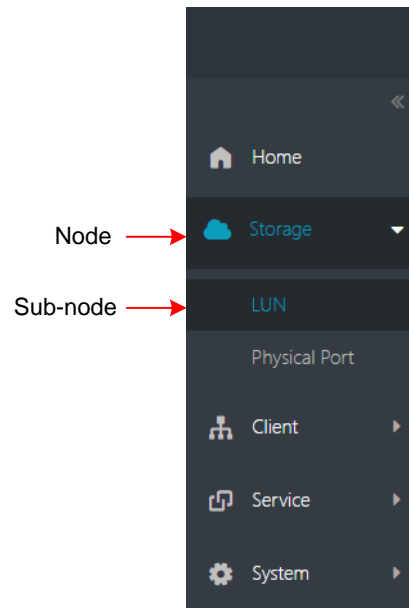 Home
Node
Storage
Sub-node
LUN
Physical Port
Client
Service
System